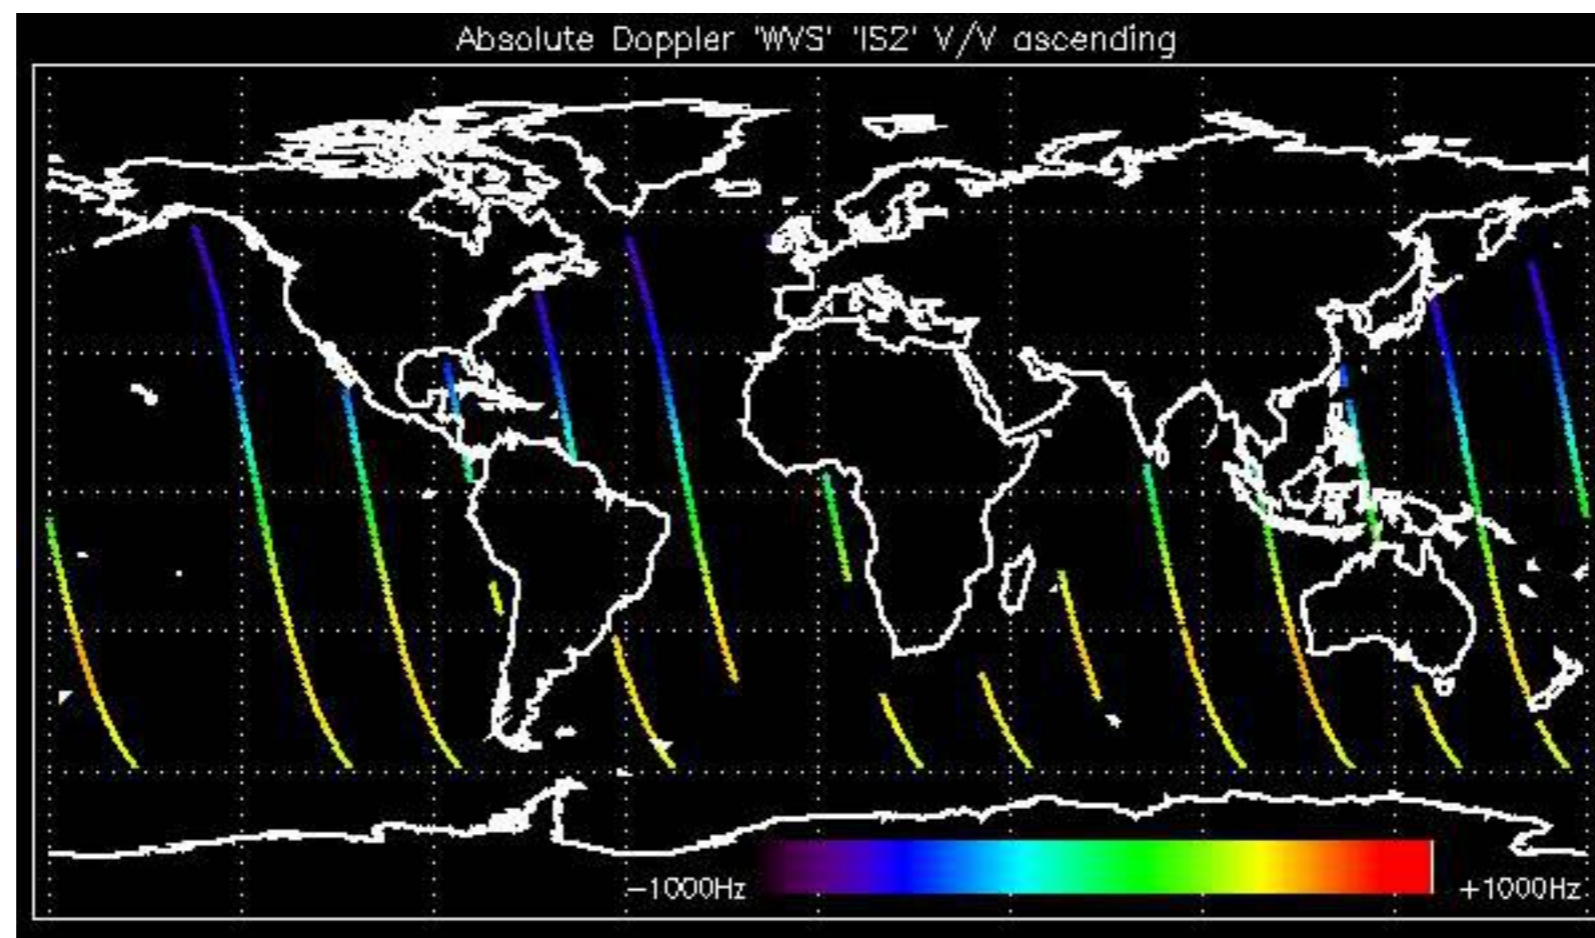 Absolute Doppler 'WVS' 'IS2' V/V ascending
−1000Hz
+1000Hz